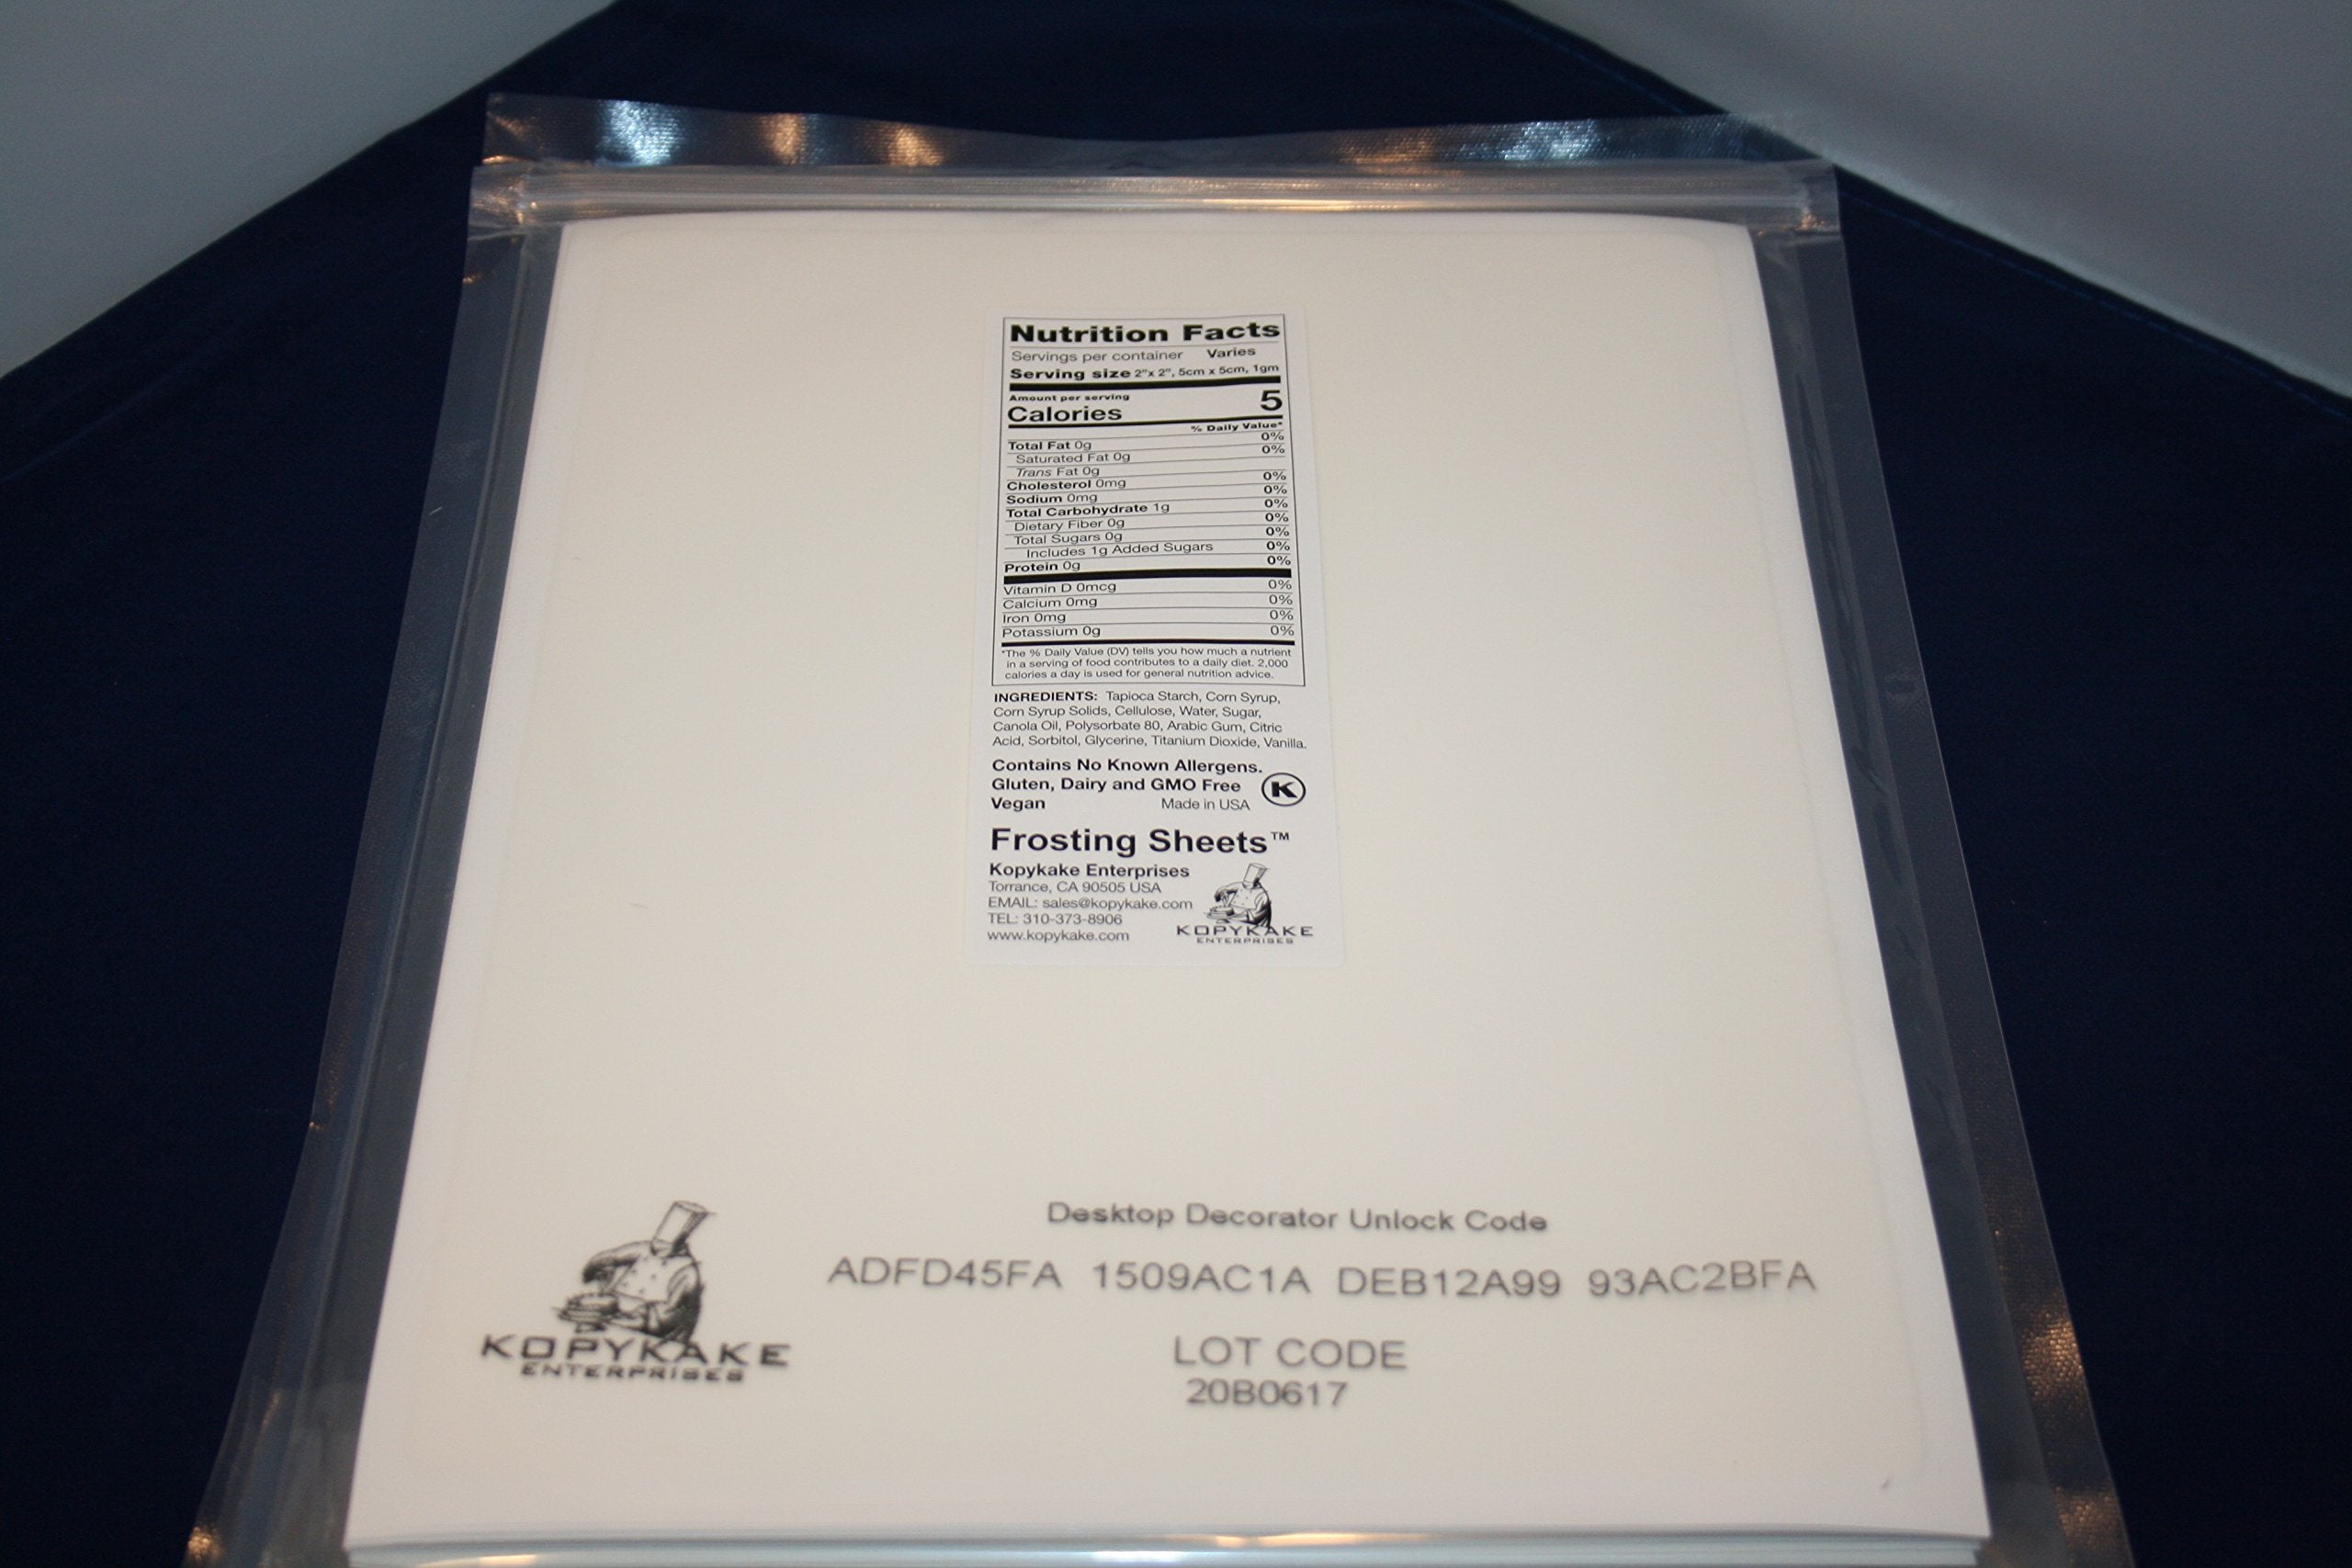 Nutrition Facts
Servings per container Varies
Serving size 2"x 2", 5cm x 5cm, 1gm
Amount per serving
Calories 5
% Daily Value*
Total Fat 0g 0%
Saturated Fat 0g 0%
Trans Fat 0g
Cholesterol 0mg 0%
Sodium 0mg 0%
Total Carbohydrate 1g 0%
Dietary Fiber 0g 0%
Total Sugars 0g 0%
Includes 1g Added Sugars 0%
Protein 0g 0%
Vitamin D 0mcg 0%
Calcium 0mg 0%
Iron 0mg 0%
Potassium 0g 0%
*The % Daily Value (DV) tells you how much a nutrient
in a serving of food contributes to a daily diet. 2,000
calories a day is used for general nutrition advice.
INGREDIENTS: Tapioca Starch, Corn Syrup,
Corn Syrup Solids, Cellulose, Water, Sugar,
Canola Oil, Polysorbate 80, Arabic Gum, Citric
Acid, Sorbitol, Glycerine, Titanium Dioxide, Vanilla.
Contains No Known Allergens.
Gluten, Dairy and GMO Free K
Vegan Made in USA
Frosting Sheets™
Kopykake Enterprises
Torrance, CA 90505 USA
EMAIL: sales@kopykake.com
TEL: 310-373-8906
www.kopykake.com
KOPYKAKE
ENTERPRISES
Desktop Decorator Unlock Code
ADFD45FA 1509AC1A DEB12A99 93AC2BFA
KOPYKAKE
ENTERPRISES
LOT CODE
20B0617